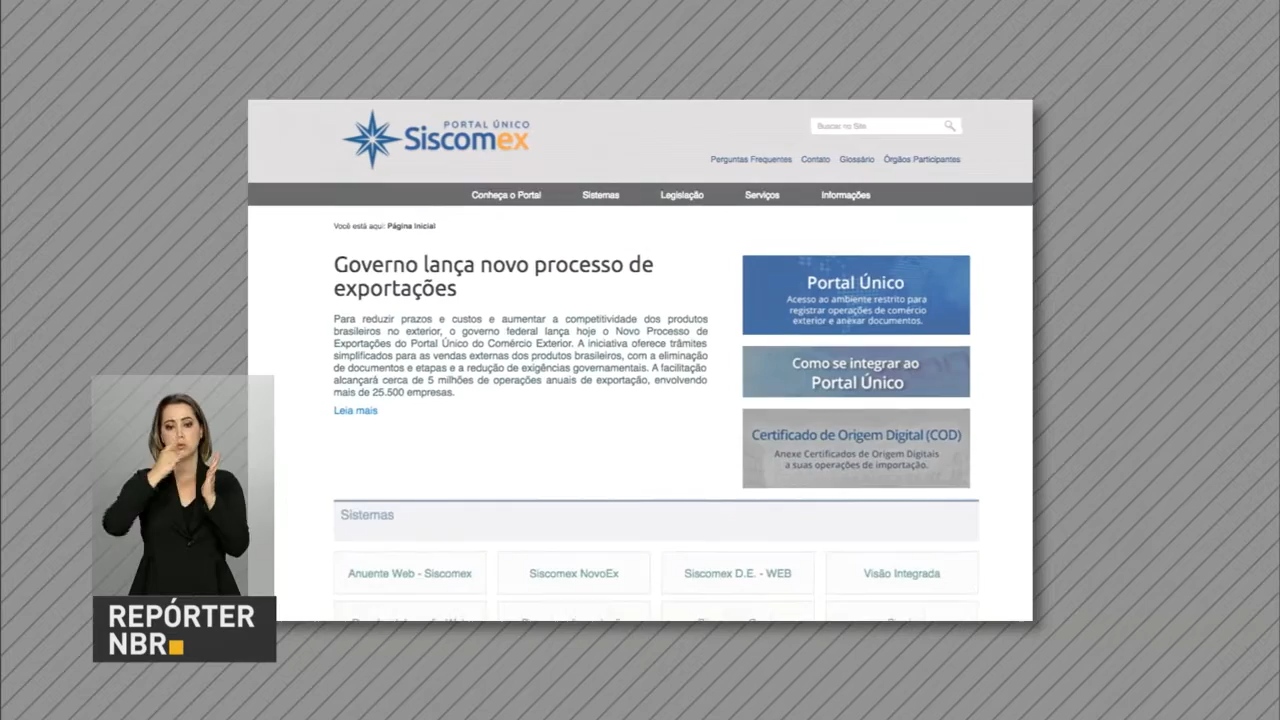 PORTAL ÚNICO
Siscomex
Buscar no Site
Perguntas Frequentes Contato Glossário Órgãos Participantes
Conheça o Portal Sistemas Legislação Serviços Informações
Você está aqui: Página Inicial
Governo lança novo processo de
exportações
Para reduzir prazos e custos e aumentar a competitividade dos produtos
brasileiros no exterior, o governo federal lança hoje o Novo Processo de
Exportações do Portal Único do Comércio Exterior. A iniciativa oferece trâmites
simplificados para as vendas externas dos produtos brasileiros, com a eliminação
de documentos e etapas e a redução de exigências governamentais. A facilitação
alcançará cerca de 5 milhões de operações anuais de exportação, envolvendo
mais de 25.500 empresas.
Leia mais
Portal Único
Acesso ao ambiente restrito para
registrar operações de comércio
exterior e anexar documentos.
Como se integrar ao
Portal Único
Certificado de Origem Digital (COD)
Anexe Certificados de Origem Digitais
a suas operações de importação.
Sistemas
Anuente Web - Siscomex Siscomex NovoEx Siscomex D.E. - WEB Visão Integrada
REPÓRTER
NBR